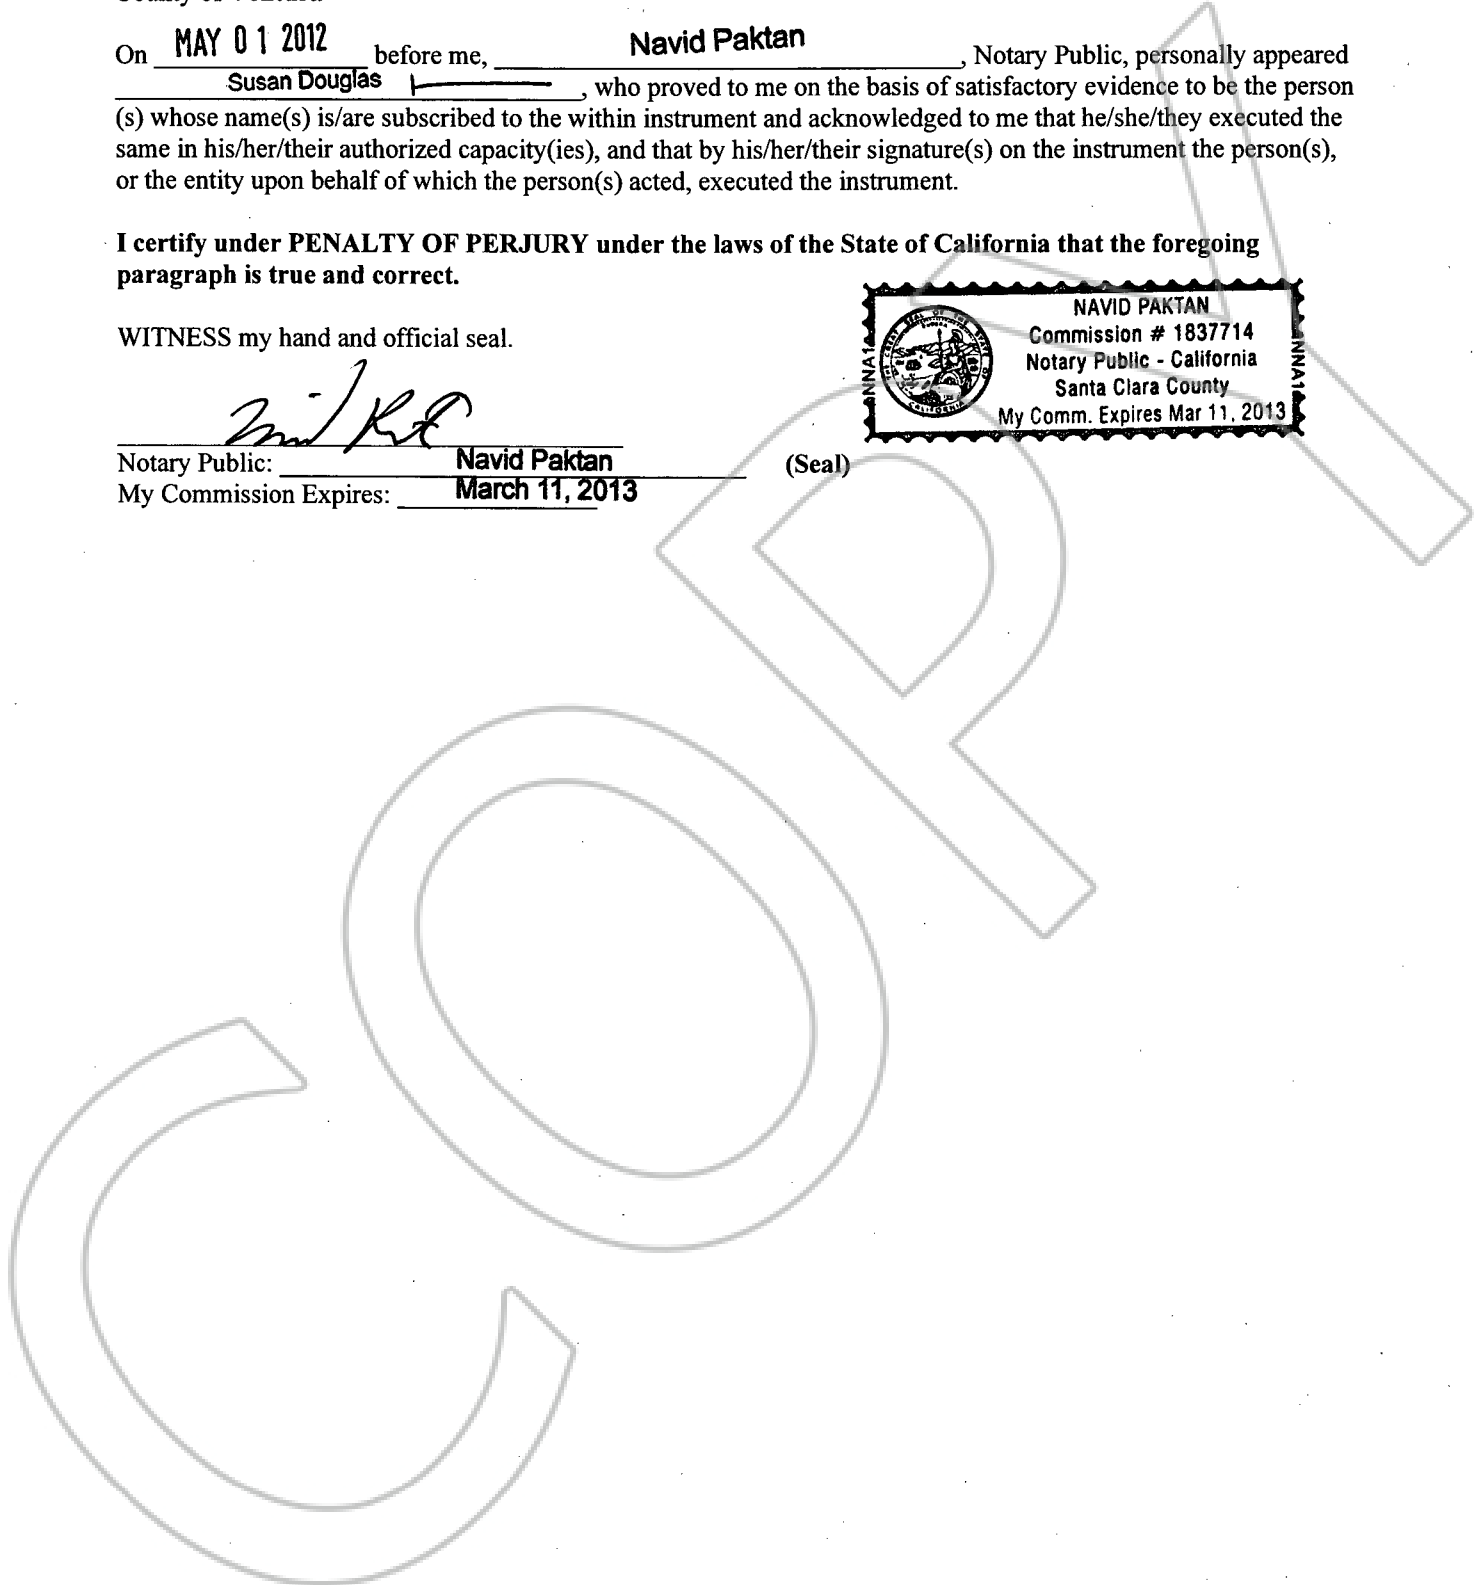 On MAY 01 2012 before me, Navid Paktan, Notary Public, personally appeared
Susan Douglas, who proved to me on the basis of satisfactory evidence to be the person
(s) whose name(s) is/are subscribed to the within instrument and acknowledged to me that he/she/they executed the
same in his/her/their authorized capacity(ies), and that by his/her/their signature(s) on the instrument the person(s),
or the entity upon behalf of which the person(s) acted, executed the instrument.
I certify under PENALTY OF PERJURY under the laws of the State of California that the foregoing
paragraph is true and correct.
WITNESS my hand and official seal.
NAVID PAKTAN
Commission # 1837714
Notary Public - California
Santa Clara County
My Comm. Expires Mar 11, 2013
Notary Public: Navid Paktan (Seal)
My Commission Expires: March 11, 2013
COPY